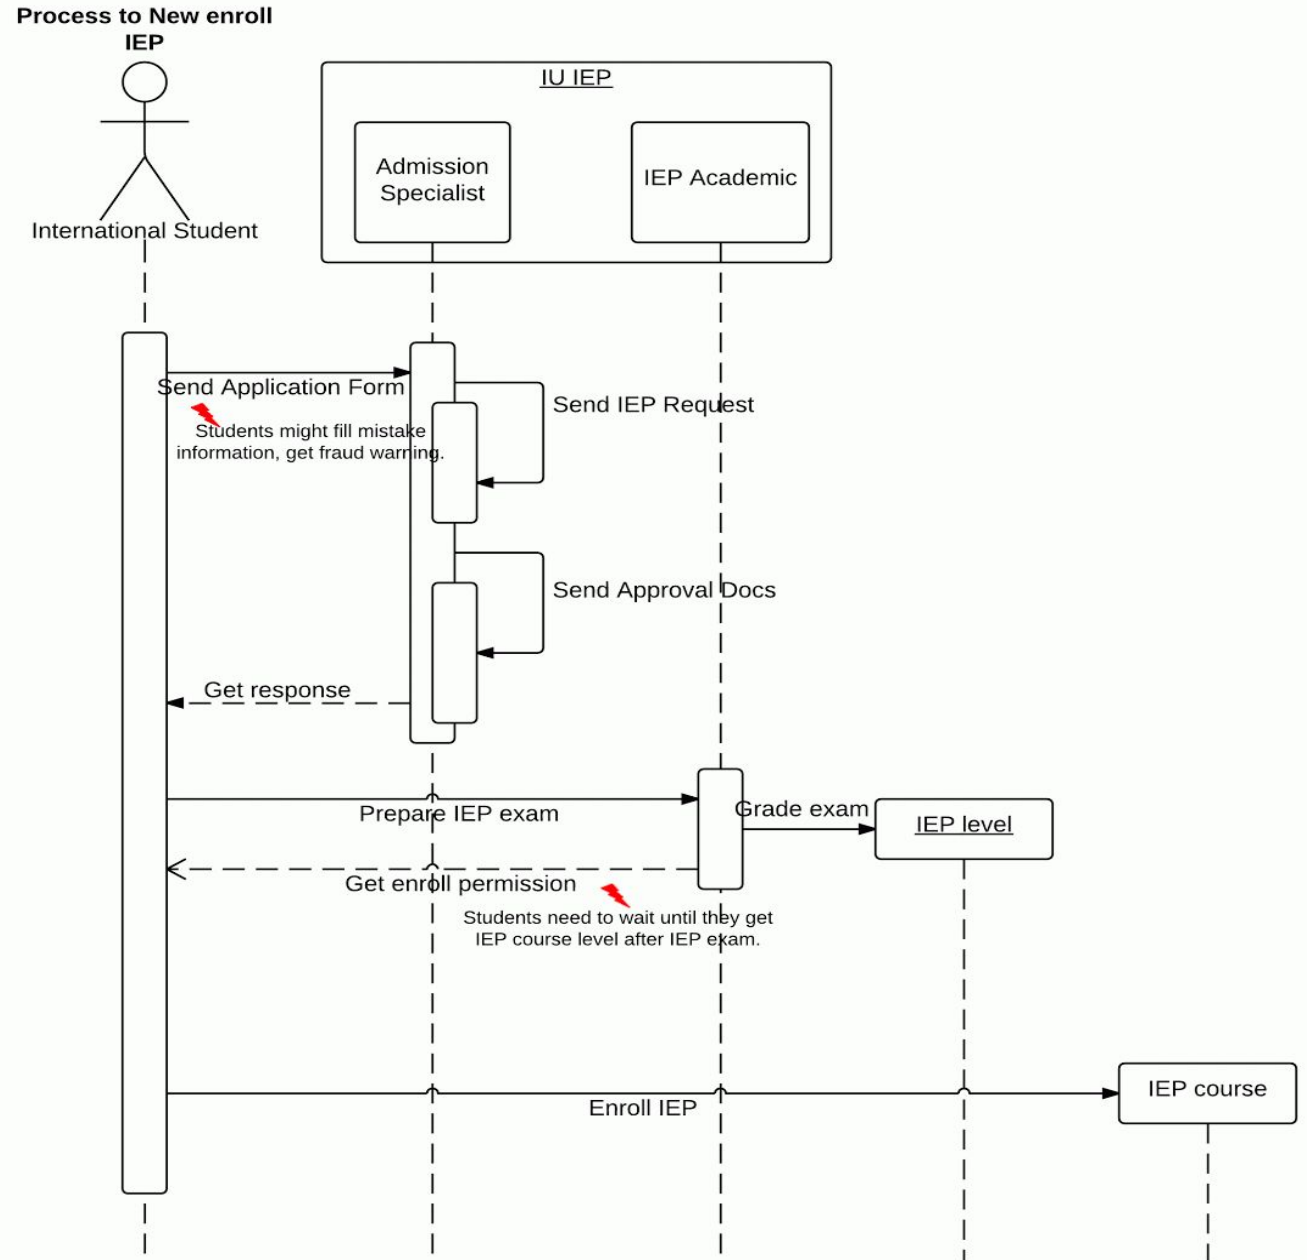 Process to New enroll
IEP
IU IEP
Admission
Specialist
IEP Academic
International Student
Send Application Form
Send IEP Request
Students might fill mistake
information, get fraud warning.
Send Approval Docs
Get response
Prepare IEP exam
Grade exam
IEP level
Get enroll permission
Students need to wait until they get
IEP course level after IEP exam.
IEP course
Enroll IEP